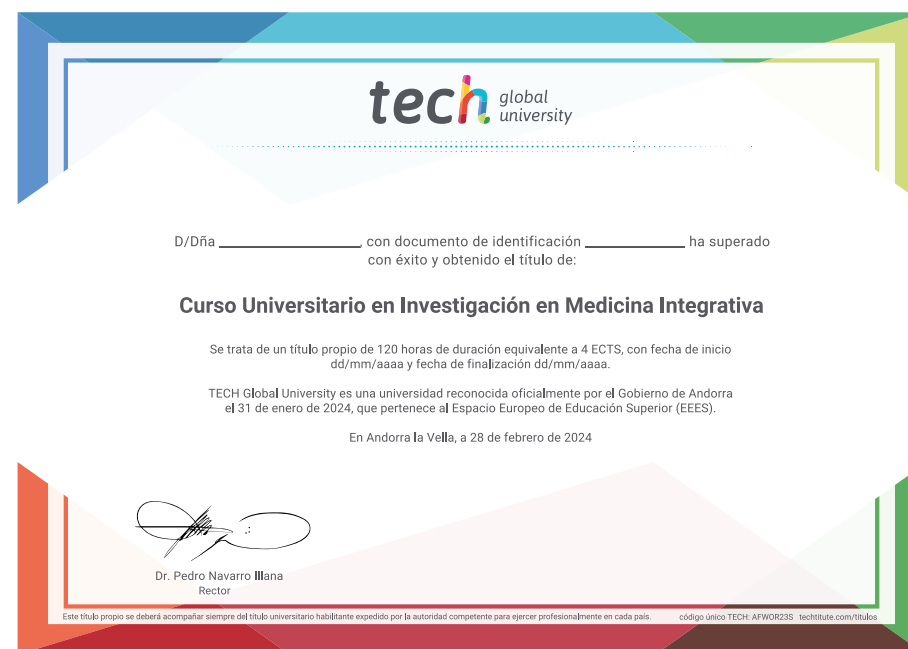 tech global university
D/Dña ______________, con documento de identificación __________ ha superado
con éxito y obtenido el título de:
Curso Universitario en Investigación en Medicina Integrativa
Se trata de un título propio de 120 horas de duración equivalente a 4 ECTS, con fecha de inicio
dd/mm/aaaa y fecha de finalización dd/mm/aaaa.
TECH Global University es una universidad reconocida oficialmente por el Gobierno de Andorra
el 31 de enero de 2024, que pertenece al Espacio Europeo de Educación Superior (EEES).
En Andorra la Vella, a 28 de febrero de 2024
Dr. Pedro Navarro Illana
Rector
Este título propio se deberá acompañar siempre del título universitario habilitante expedido por la autoridad competente para ejercer profesionalmente en cada país. código único TECH: AFWOR23S techtitute.com/titulos